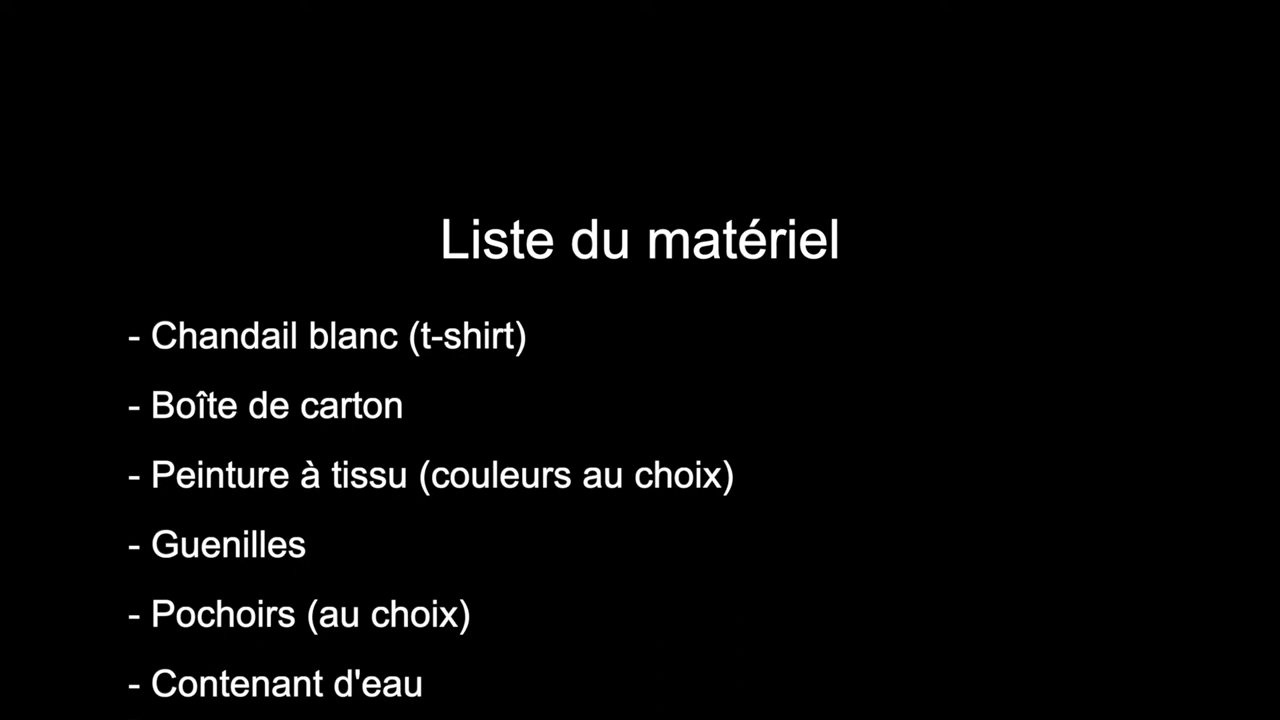 Liste du matériel
- Chandail blanc (t-shirt)
- Boîte de carton
- Peinture à tissu (couleurs au choix)
- Guenilles
- Pochoirs (au choix)
- Contenant d'eau